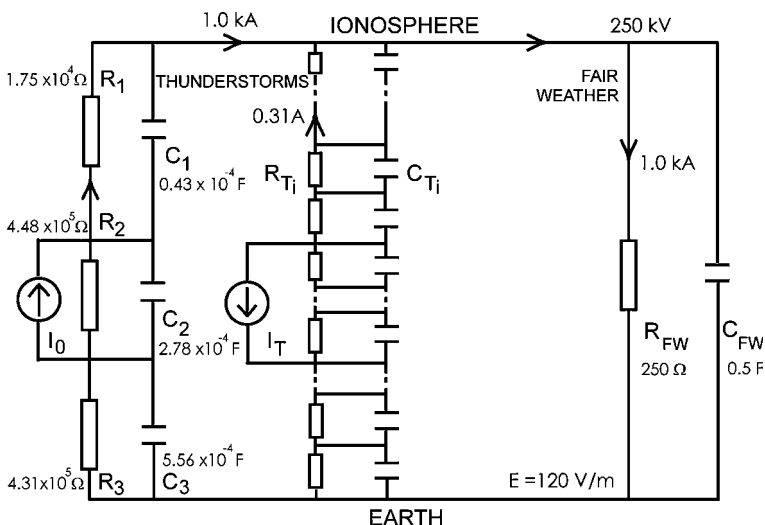 1.0 kA
IONOSPHERE
250 kV
1.75 x10⁴Ω
R₁
THUNDERSTORMS
FAIR
WEATHER
0.31A
C₁
0.43 x 10⁻⁴ F
R_Ti
C_Ti
1.0 kA
4.48 x10⁵Ω
R₂
I₀
C₂
2.78 x10⁻⁴ F
I_T
R_FW
250 Ω
C_FW
0.5 F
4.31x10⁵Ω
R₃
5.56 x10⁻⁴ F
C₃
E = 120 V/m
EARTH